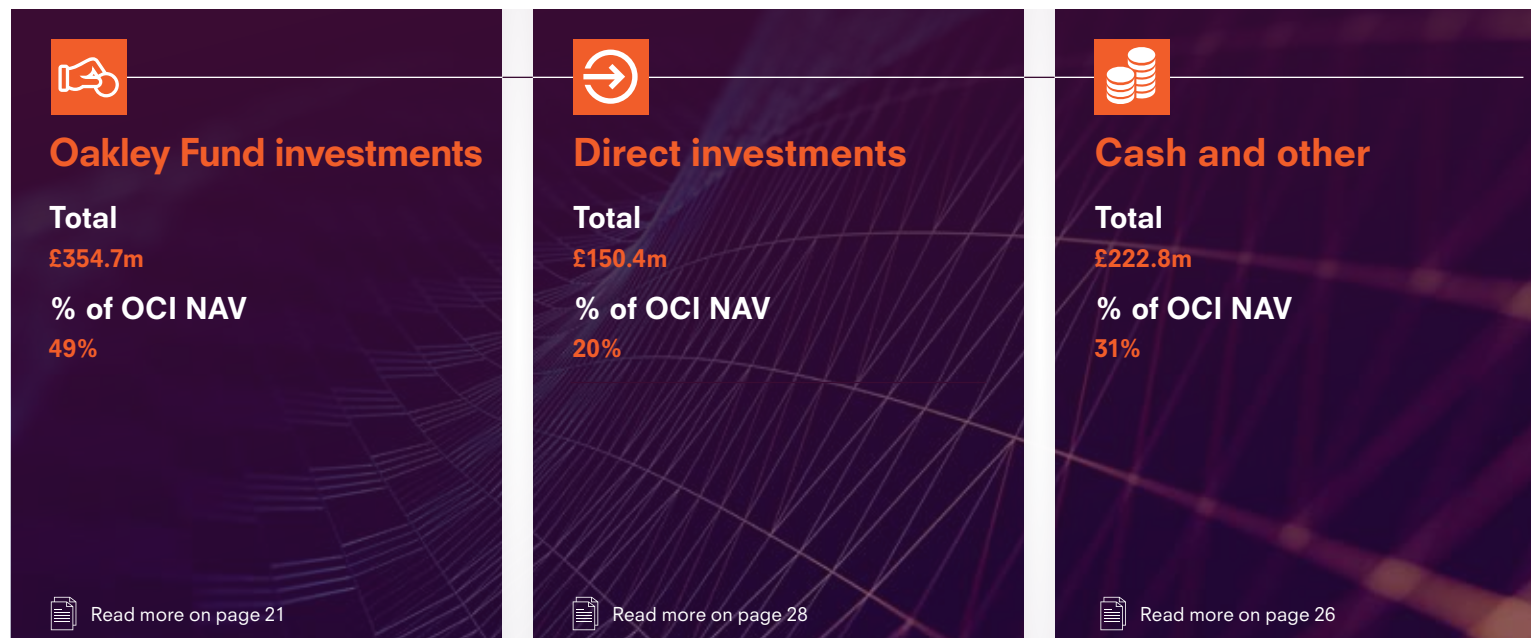 Oakley Fund investments
Total
£354.7m
% of OCI NAV
49%
Read more on page 21
Direct investments
Total
£150.4m
% of OCI NAV
20%
Read more on page 28
Cash and other
Total
£222.8m
% of OCI NAV
31%
Read more on page 26